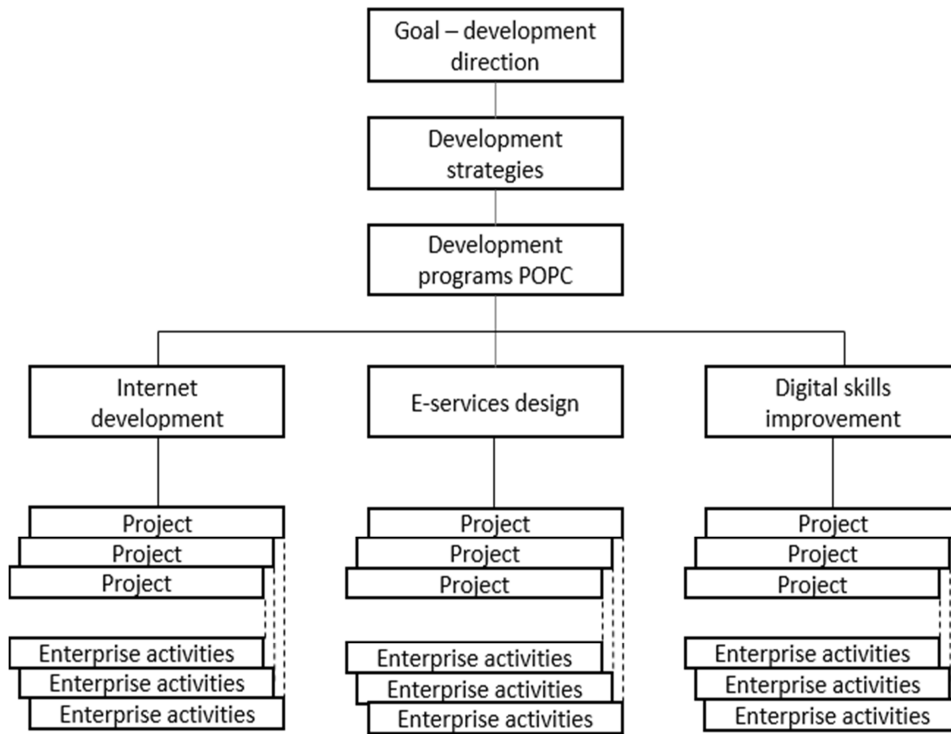 Goal – development
direction
Development
strategies
Development
programs POPC
Internet
development
E-services design
Digital skills
improvement
Project
Project
Project
Enterprise activities
Enterprise activities
Enterprise activities
Project
Project
Project
Enterprise activities
Enterprise activities
Enterprise activities
Project
Project
Project
Enterprise activities
Enterprise activities
Enterprise activities